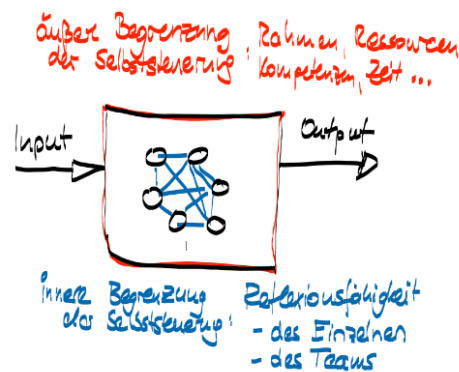 äußere Begrenzung
der Selbststeuerung: Rahmen, Ressourcen
Kompetenzen, Zeit ...
Input
Output
innere Begrenzung
der Selbststeuerung:
Reflexionsfähigkeit
- des Einzelnen
- des Teams